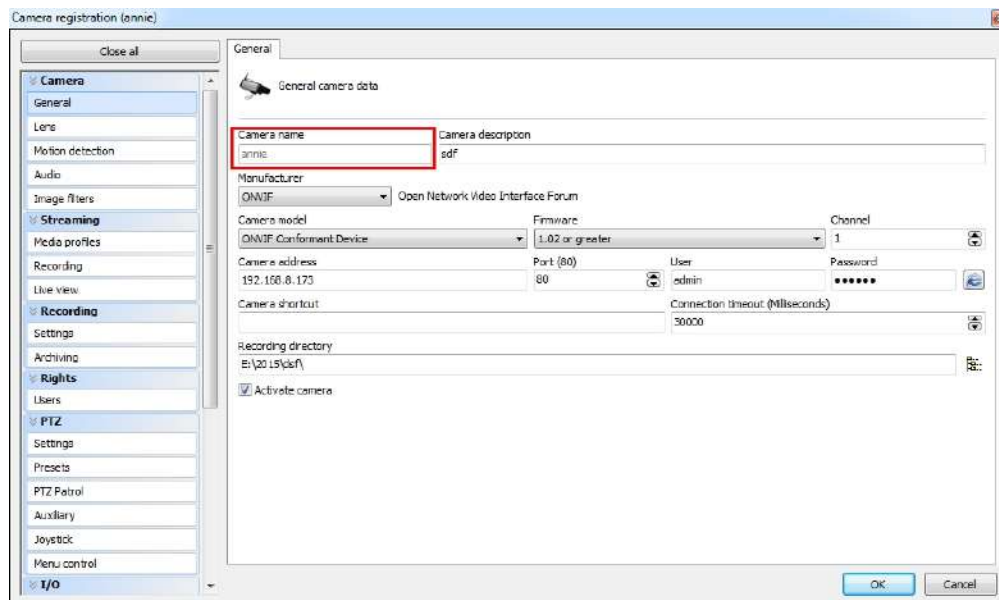 Camera registration (annie)
Close all
Camera
General
Lens
Motion detection
Audio
Image filters
Streaming
Media profiles
Recording
Live view
Recording
Settings
Archiving
Rights
Users
PTZ
Settings
Presets
PTZ Patrol
Auxiliary
Joystick
Menu control
I/O
General
General camera data
Camera name Camera description
annie sdf
Manufacturer
ONVIF Open Network Video Interface Forum
Camera model Firmware Channel
ONVIF Conformant Device 1.02 or greater 1
Camera address Port (80) User Password
192.168.8.173 80 admin ●●●●●●
Camera shortcut Connection timeout (Miliseconds)
30000
Recording directory
Activate camera
OK Cancel